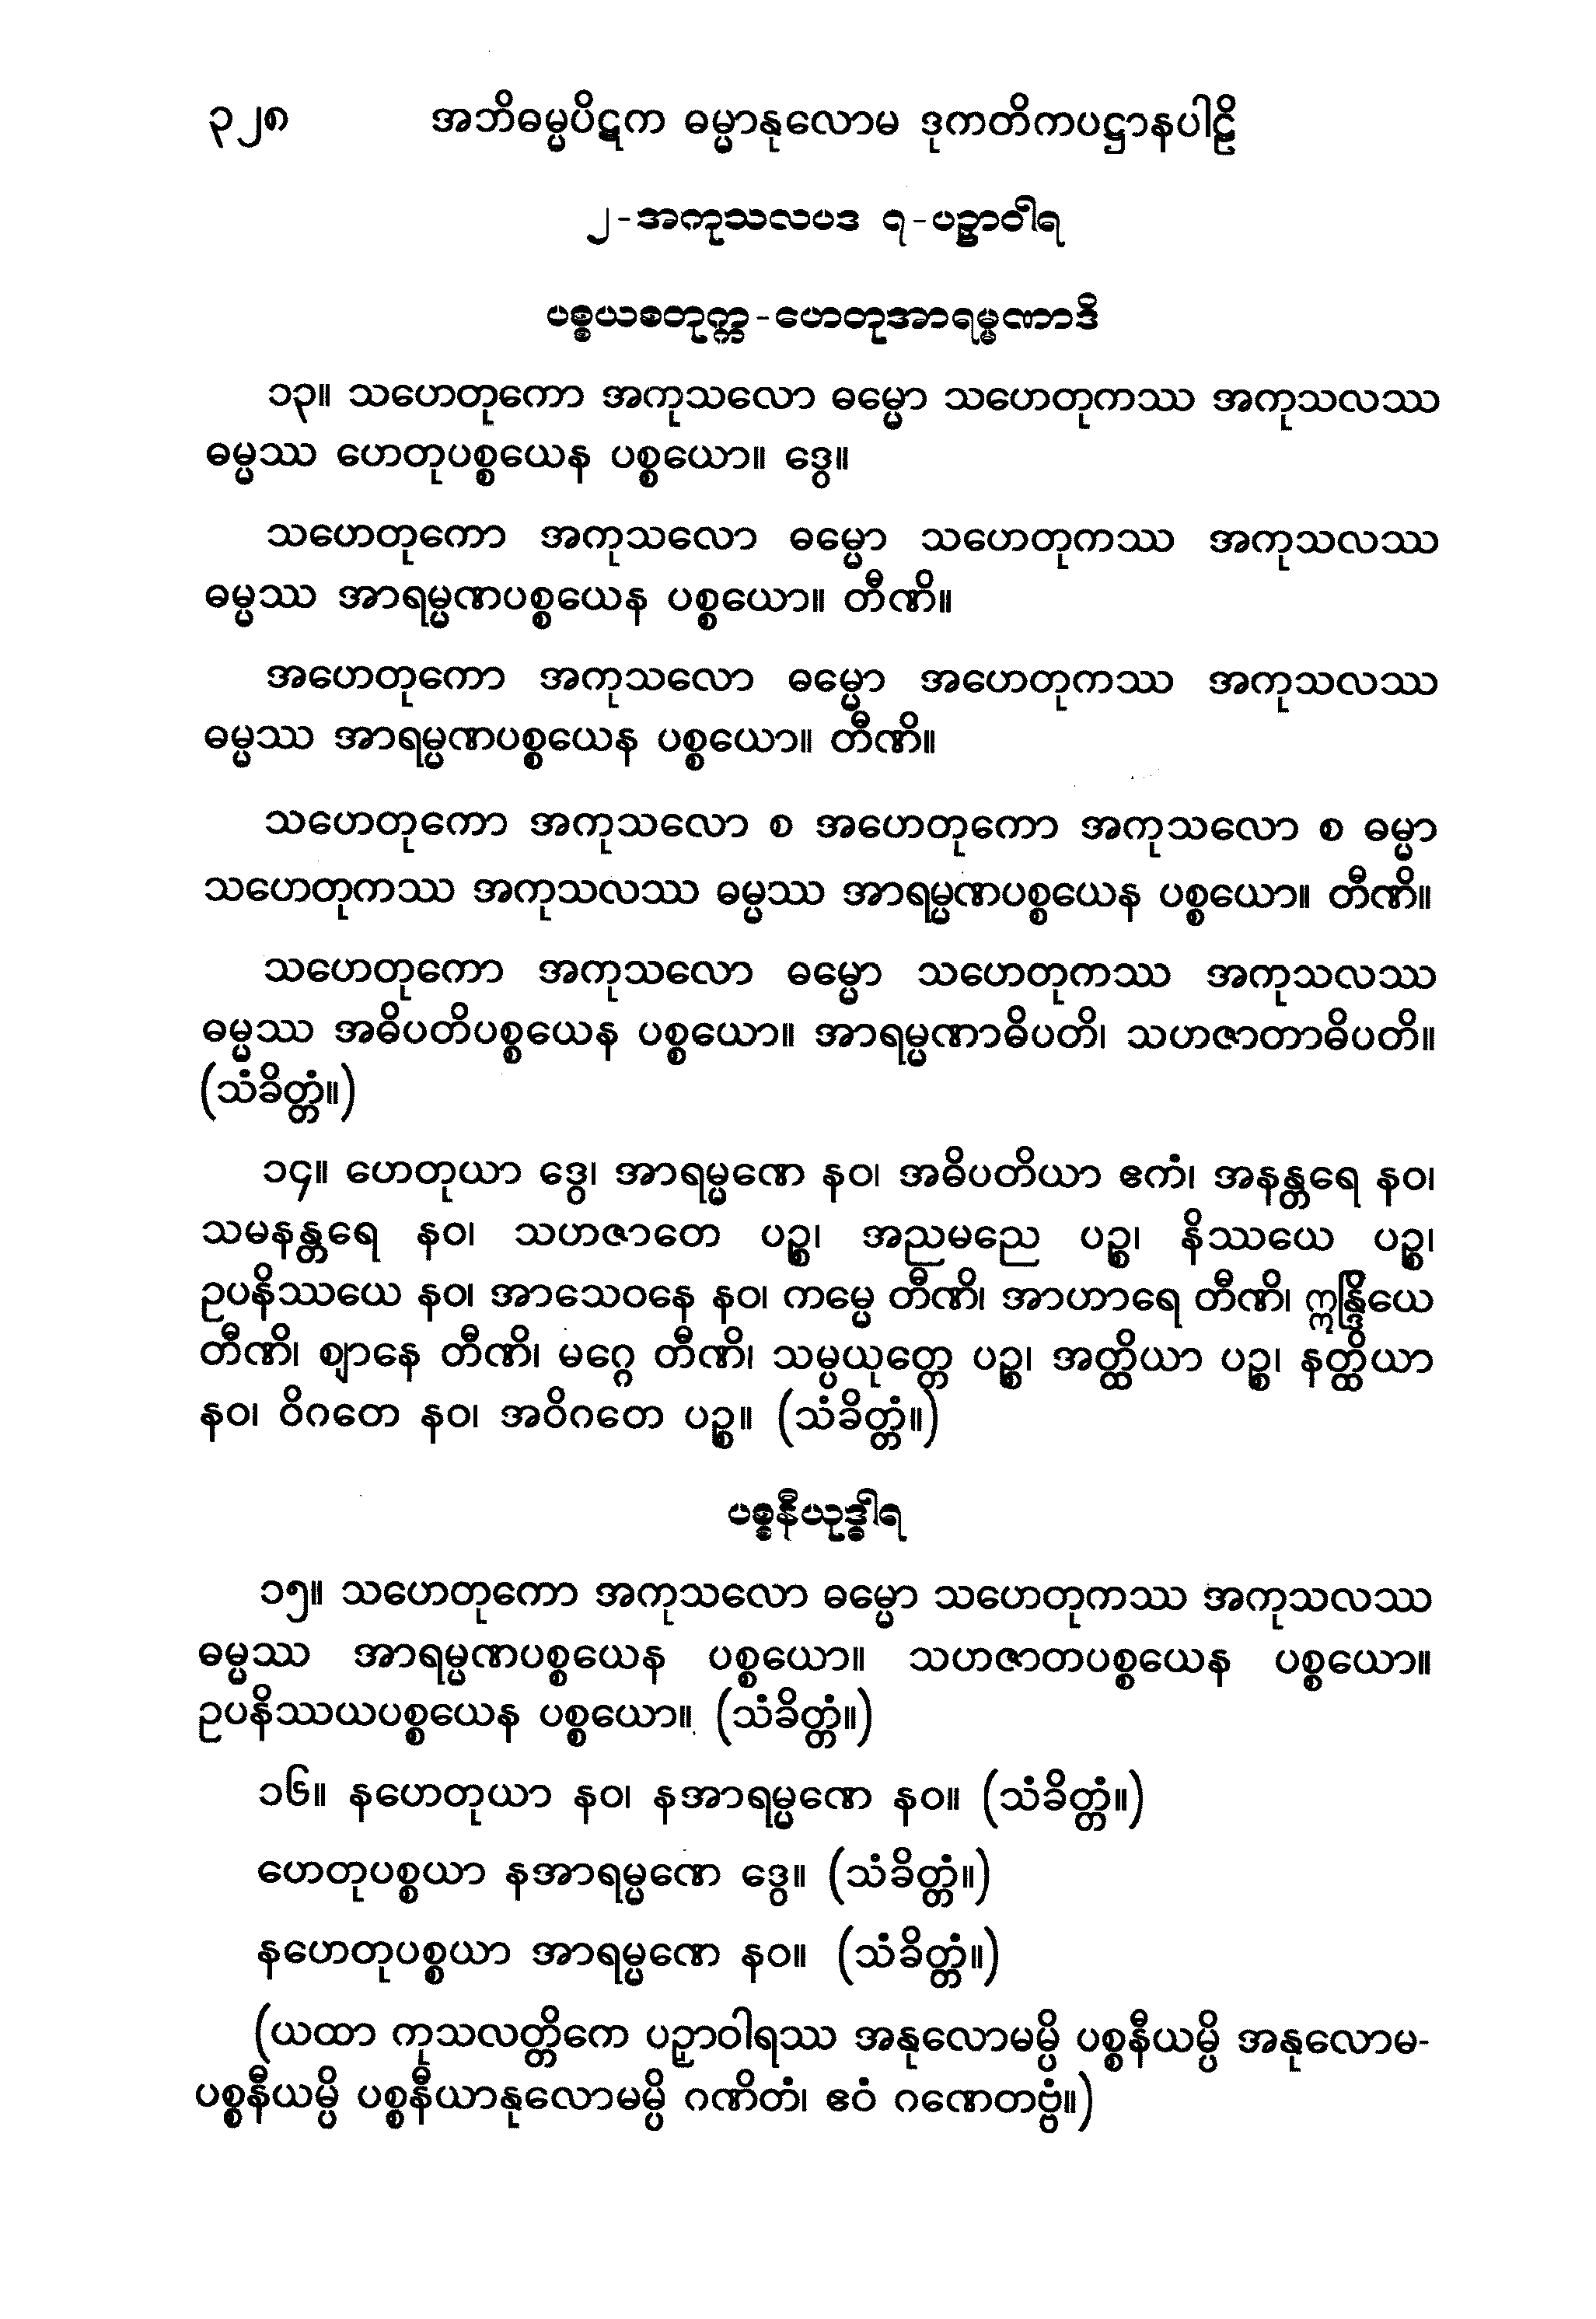 ၃၂၈ အဘိဓမ္မပိဋက ဓမ္မာနုလောမ ဒုကတိကပဋ္ဌာနပါဠိ
၂-အကုသလပဒ ၇-ပဉှာဝါရ
ပစ္စယစတုက္က-ဟေတုအာရမ္မဏာဒိ
၁၃။ သဟေတုကော အကုသလော ဓမ္မော သဟေတုကဿ အကုသလဿ
ဓမ္မဿ ဟေတုပစ္စယေန ပစ္စယော။ ဒွေ။
သဟေတုကော အကုသလော ဓမ္မော သဟေတုကဿ အကုသလဿ
ဓမ္မဿ အာရမ္မဏပစ္စယေန ပစ္စယော။ တီဏိ။
အဟေတုကော အကုသလော ဓမ္မော အဟေတုကဿ အကုသလဿ
ဓမ္မဿ အာရမ္မဏပစ္စယေန ပစ္စယော။ တီဏိ။
သဟေတုကော အကုသလော စ အဟေတုကော အကုသလော စ ဓမ္မာ
သဟေတုကဿ အကုသလဿ ဓမ္မဿ အာရမ္မဏပစ္စယေန ပစ္စယော။ တီဏိ။
သဟေတုကော အကုသလော ဓမ္မော သဟေတုကဿ အကုသလဿ
ဓမ္မဿ အဓိပတိပစ္စယေန ပစ္စယော။ အာရမ္မဏာဓိပတိ၊ သဟဇာတာဓိပတိ။
(သံခိတ္တံ။)
၁၄။ ဟေတုယာ ဒွေ၊ အာရမ္မဏေ နဝ၊ အဓိပတိယာ ဧကံ၊ အနန္တရေ နဝ၊
သမနန္တရေ နဝ၊ သဟဇာတေ ပဉ္စ၊ အညမညေ ပဉ္စ၊ နိဿယေ ပဉ္စ၊
ဥပနိဿယေ နဝ၊ အာသေဝနေ နဝ၊ ကမ္မေ တီဏိ၊ အာဟာရေ တီဏိ၊ ဣန္ဒြိယေ
တီဏိ၊ ဈာနေ တီဏိ၊ မဂ္ဂေ တီဏိ၊ သမ္ပယုတ္တေ ပဉ္စ၊ အတ္ထိယာ ပဉ္စ၊ နတ္ထိယာ
နဝ၊ ဝိဂတေ နဝ၊ အဝိဂတေ ပဉ္စ။ (သံခိတ္တံ။)
ပစ္စနီယုဒ္ဓါရ
၁၅။ သဟေတုကော အကုသလော ဓမ္မော သဟေတုကဿ အကုသလဿ
ဓမ္မဿ အာရမ္မဏပစ္စယေန ပစ္စယော။ သဟဇာတပစ္စယေန ပစ္စယော။
ဥပနိဿယပစ္စယေန ပစ္စယော။ (သံခိတ္တံ။)
၁၆။ နဟေတုယာ နဝ၊ နအာရမ္မဏေ နဝ။ (သံခိတ္တံ။)
ဟေတုပစ္စယာ နအာရမ္မဏေ ဒွေ။ (သံခိတ္တံ။)
နဟေတုပစ္စယာ အာရမ္မဏေ နဝ။ (သံခိတ္တံ။)
(ယထာ ကုသလတ္တိကေ ပဉှာဝါရဿ အနုလောမမ္ပိ ပစ္စနီယမ္ပိ အနုလောမ-
ပစ္စနီယမ္ပိ ပစ္စနီယာနုလောမမ္ပိ ဂဏိတံ၊ ဧဝံ ဂဏေတဗ္ဗံ။)